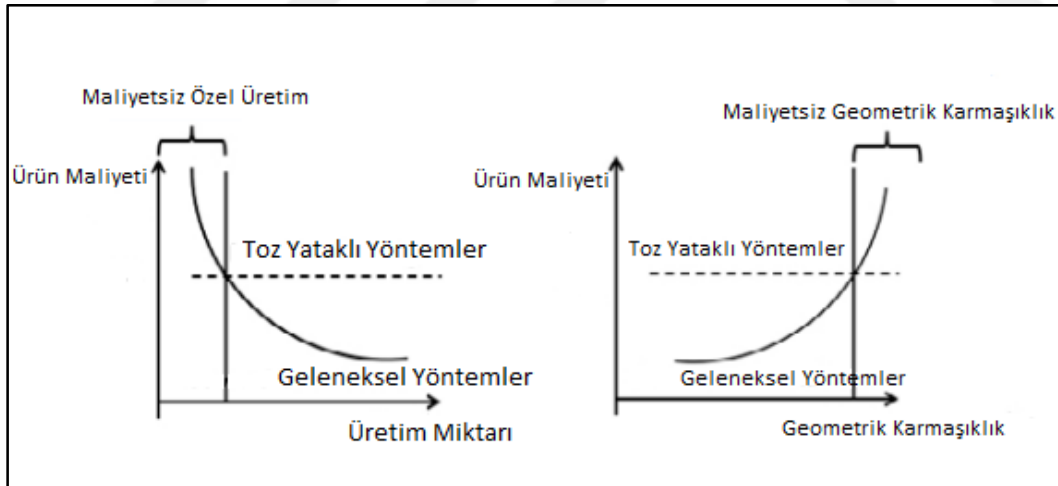 Maliyetsiz Özel Üretim
Ürün Maliyeti
Toz Yataklı Yöntemler
Geleneksel Yöntemler
Üretim Miktarı
Maliyetsiz Geometrik Karmaşıklık
Ürün Maliyeti
Toz Yataklı Yöntemler
Geleneksel Yöntemler
Geometrik Karmaşıklık